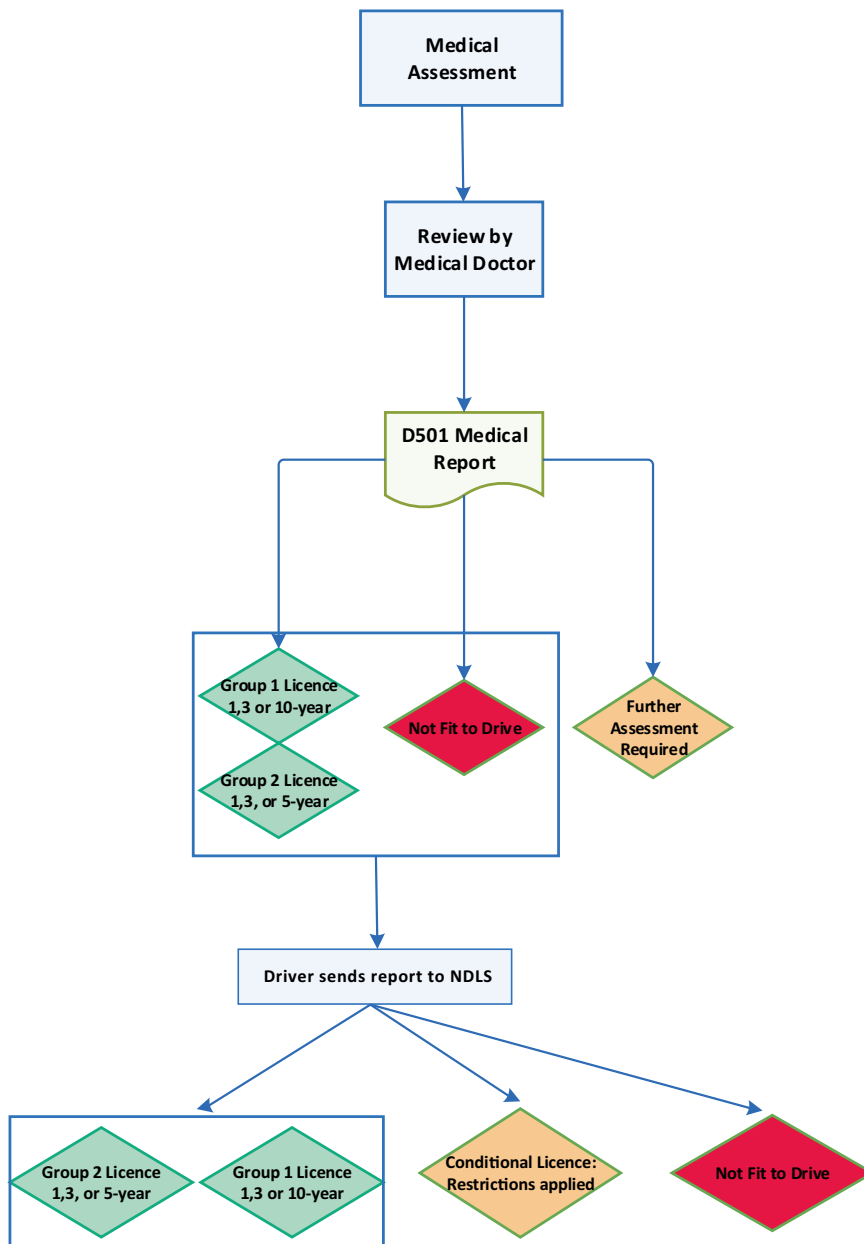 Medical
Assessment
Review by
Medical Doctor
D501 Medical
Report
Group 1 Licence
1,3 or 10-year
Not Fit to Drive
Further
Assessment
Required
Group 2 Licence
1,3, or 5-year
Driver sends report to NDLS
Group 2 Licence
1,3, or 5-year
Group 1 Licence
1,3 or 10-year
Conditional Licence:
Restrictions applied
Not Fit to Drive